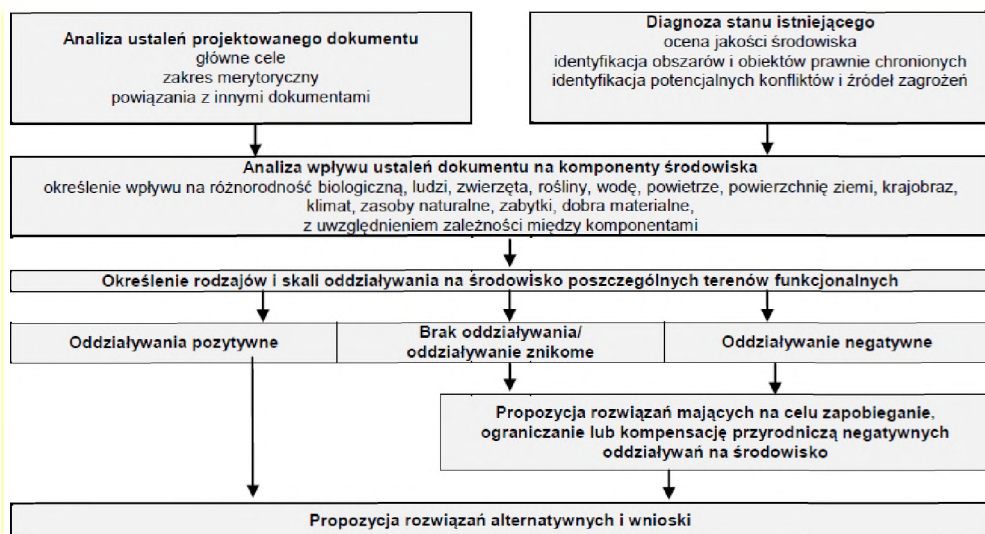 Analiza ustaleń projektowanego dokumentu
główne cele
zakres merytoryczny
powiązania z innymi dokumentami
Diagnoza stanu istniejącego
ocena jakości środowiska
identyfikacja obszarów i obiektów prawnie chronionych
identyfikacja potencjalnych konfliktów i źródeł zagrożeń
Analiza wpływu ustaleń dokumentu na komponenty środowiska
określenie wpływu na różnorodność biologiczną, ludzi, zwierzęta, rośliny, wodę, powietrze, powierzchnię ziemi, krajobraz,
klimat, zasoby naturalne, zabytki, dobra materialne,
z uwzględnieniem zależności między komponentami
Określenie rodzajów i skali oddziaływania na środowisko poszczególnych terenów funkcjonalnych
Oddziaływania pozytywne
Brak oddziaływania/
oddziaływanie znikome
Oddziaływanie negatywne
Propozycja rozwiązań mających na celu zapobieganie,
ograniczanie lub kompensację przyrodniczą negatywnych
oddziaływań na środowisko
Propozycja rozwiązań alternatywnych i wnioski